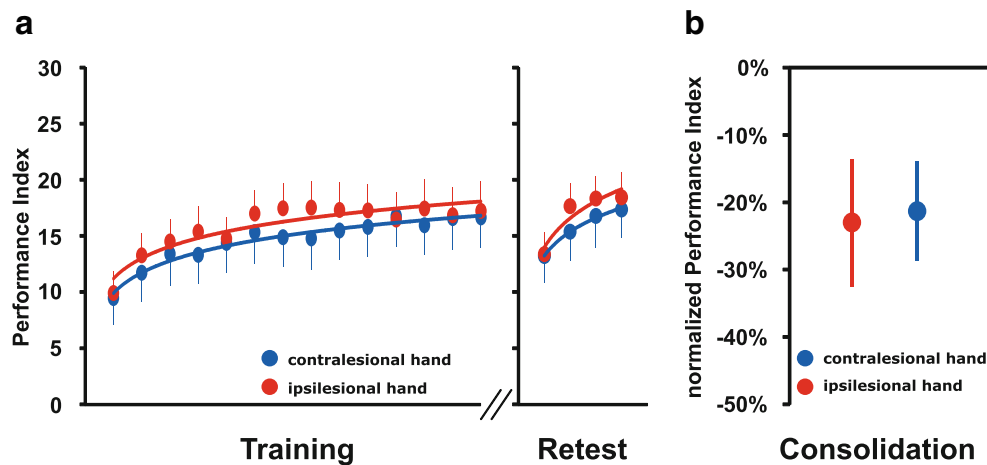 a
30
25
20
15
10
5
0
Performance Index
contralesional hand
ipsilesional hand
Training
Retest
b
0%
-10%
-20%
-30%
-40%
-50%
normalized Performance Index
contralesional hand
ipsilesional hand
Consolidation